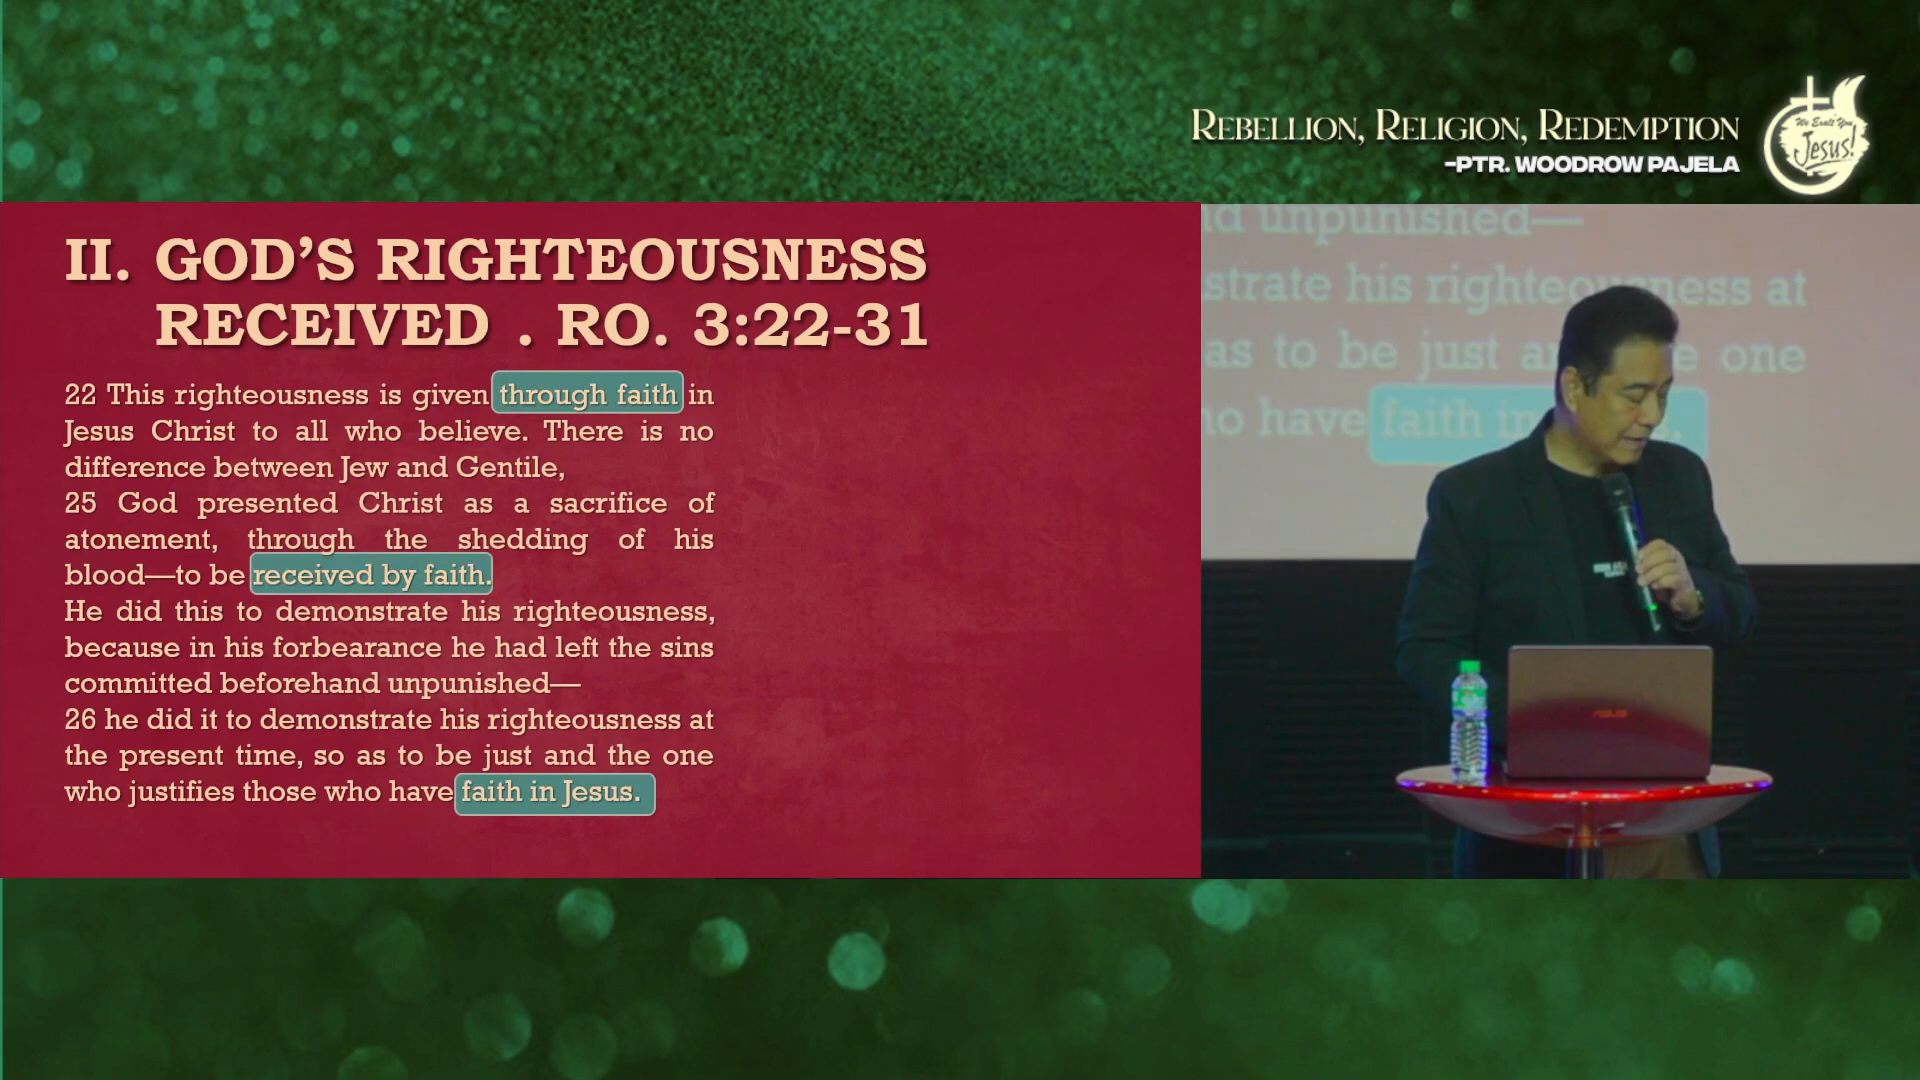 REBELLION, RELIGION, REDEMPTION
-PTR. WOODROW PAJELA
We Exalt You
Jesus!
II. GOD'S RIGHTEOUSNESS
RECEIVED . RO. 3:22-31
22 This righteousness is given through faith in
Jesus Christ to all who believe. There is no
difference between Jew and Gentile,
25 God presented Christ as a sacrifice of
atonement, through the shedding of his
blood—to be received by faith.
He did this to demonstrate his righteousness,
because in his forbearance he had left the sins
committed beforehand unpunished—
26 he did it to demonstrate his righteousness at
the present time, so as to be just and the one
who justifies those who have faith in Jesus.
unpunished—
strate his righteousness at
as to be just one
have faith in
ASUS